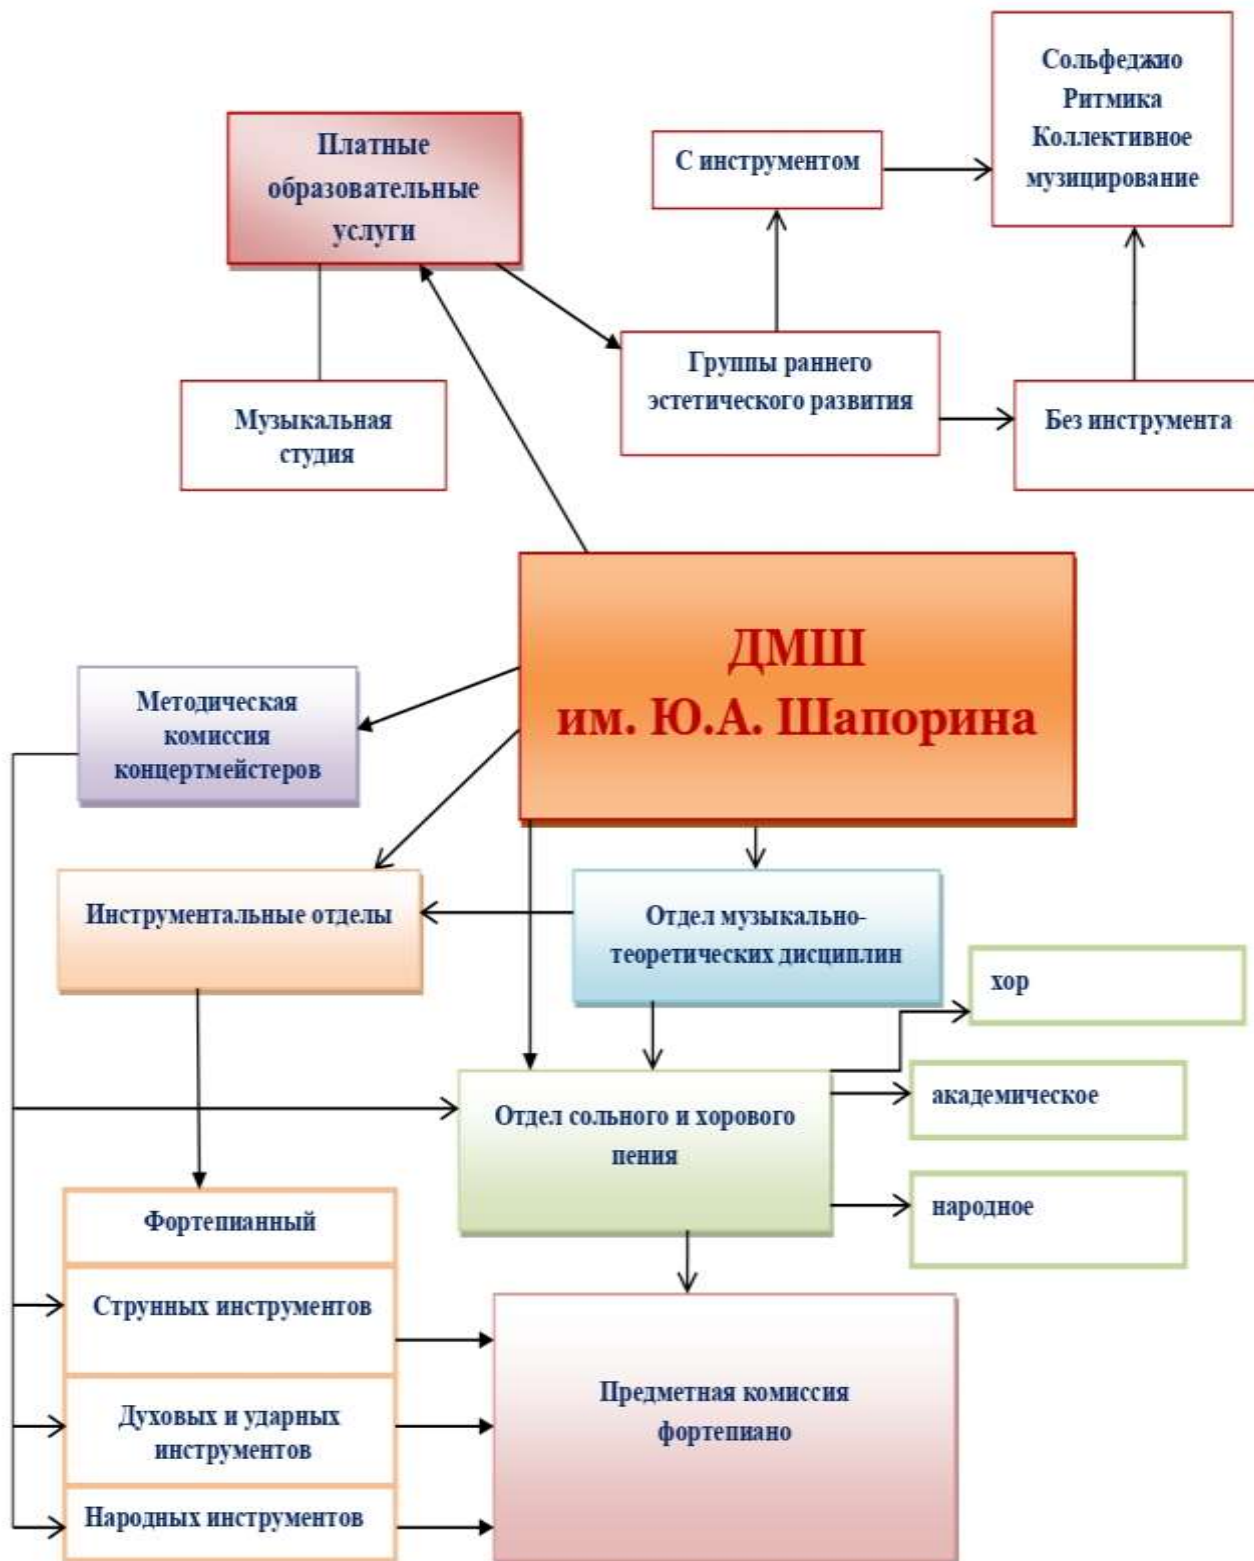 Сольфеджио
Ритмика
Коллективное
музицирование
Платные
образовательные
услуги
С инструментом
Группы раннего
эстетического развития
Музыкальная
студия
Без инструмента
ДМШ
им. Ю.А. Шапорина
Методическая
комиссия
концертмейстеров
Инструментальные отделы
Отдел музыкально-
теоретических дисциплин
хор
Отдел сольного и хорового
пения
академическое
народное
Фортепианный
Струнных инструментов
Духовых и ударных
инструментов
Народных инструментов
Предметная комиссия
фортепиано